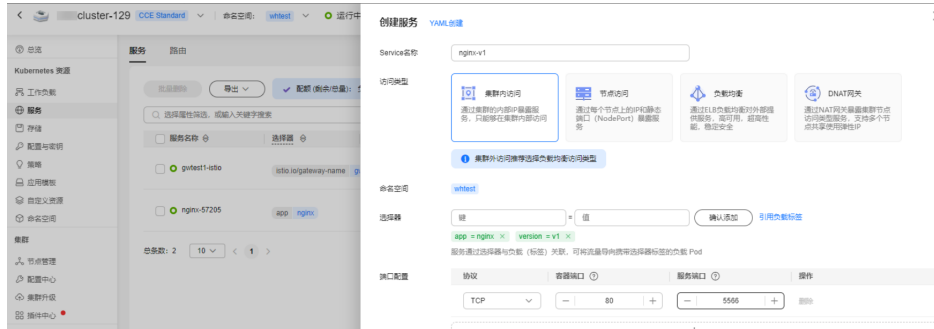 cluster-129 CCE Standard 命名空间: whtest 运行中
总览
Kubernetes 资源
工作负载
服务
存储
配置与密钥
策略
应用模板
自定义资源
命名空间
集群
节点管理
配置中心
集群升级
插件中心
服务 路由
批量删除 导出 配额 (剩余/总量):
选择属性筛选, 或输入关键字搜索
服务名称 选择器
gwtest1-istio istio.io/gateway-name
nginx-57205 app nginx
总条数: 2 10 1
创建服务 YAML创建
Service名称 nginx-v1
访问类型
集群内访问
通过集群的内部IP暴露服务, 只能够在集群内部访问
节点访问
通过每个节点上的IP和静态
端口 (NodePort) 暴露服
务
负载均衡
通过ELB负载均衡对外部提
供服务, 高可用, 超高性
能, 稳定安全
DNAT网关
通过NAT网关暴露集群节点
访问类型服务, 支持多个节
点共享使用弹性IP
集群外访问推荐选择负载均衡访问类型
命名空间 whtest
选择器 键 = 值 确认添加 引用负载标签
app = nginx × version = v1 ×
服务通过选择器与负载 (标签) 关联, 可将流量导向携带选择器标签的负载 Pod
端口配置 协议 容器端口 服务端口 操作
TCP 80 5566 删除